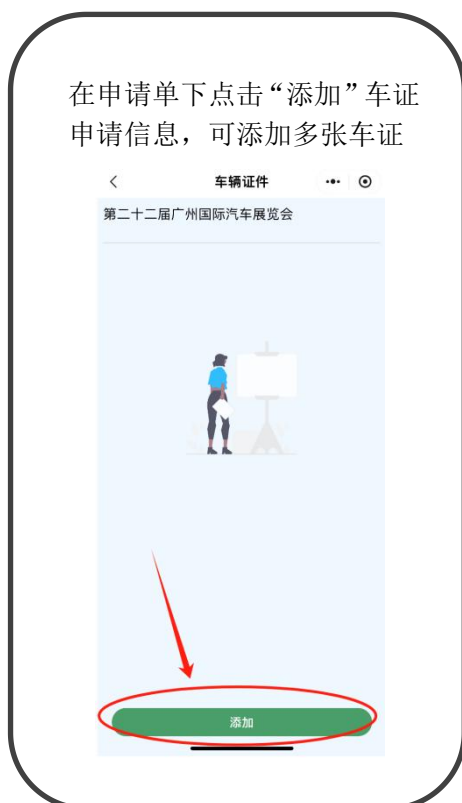 在申请单下点击“添加”车证
申请信息，可添加多张车证
车辆证件
第二十二届广州国际汽车展览会
添加